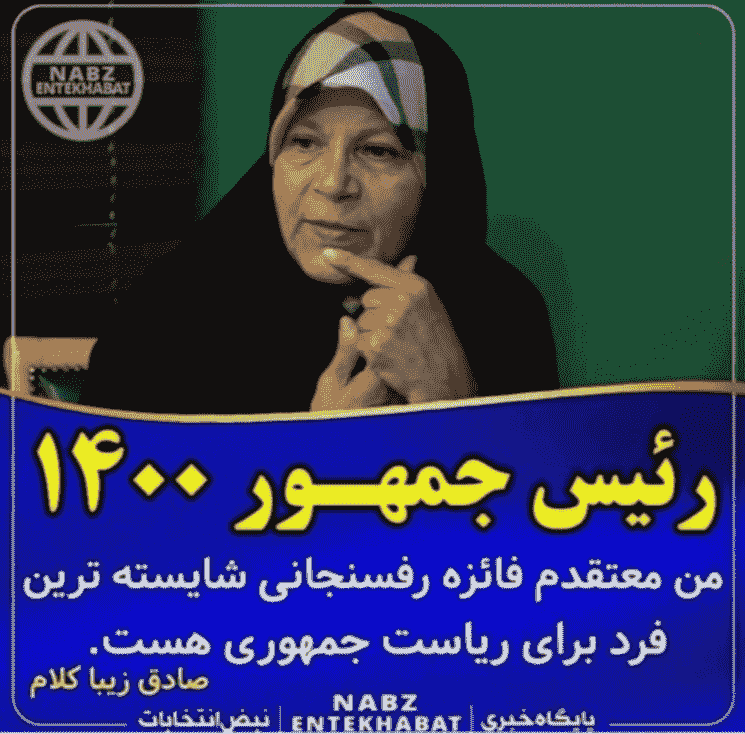 NABZ
ENTEKHABAT
رئیس جمهور ۱۴۰۰
من معتقدم فائزه رفسنجانی شایسته ترین
فرد برای ریاست جمهوری هست.
صادق زیبا کلام
پایگاه خبری | NABZ ENTEKHABAT | نبض انتخابات